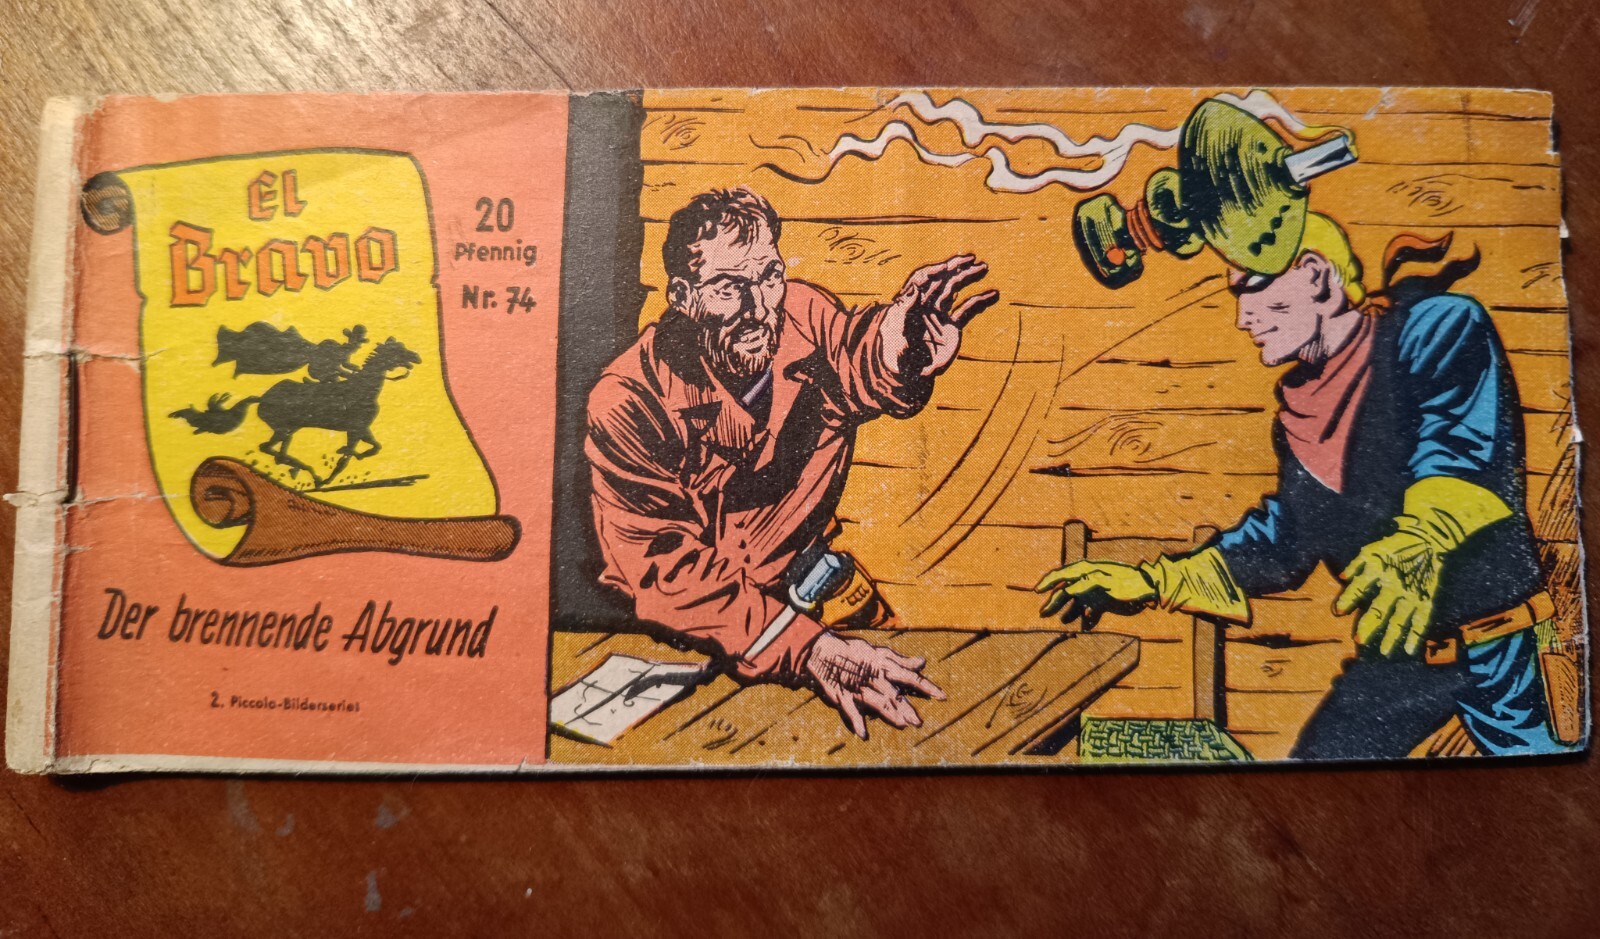 El
Bravo
20
Pfennig
Nr. 74
Der brennende Abgrund
2. Piccolo-Bilderserie